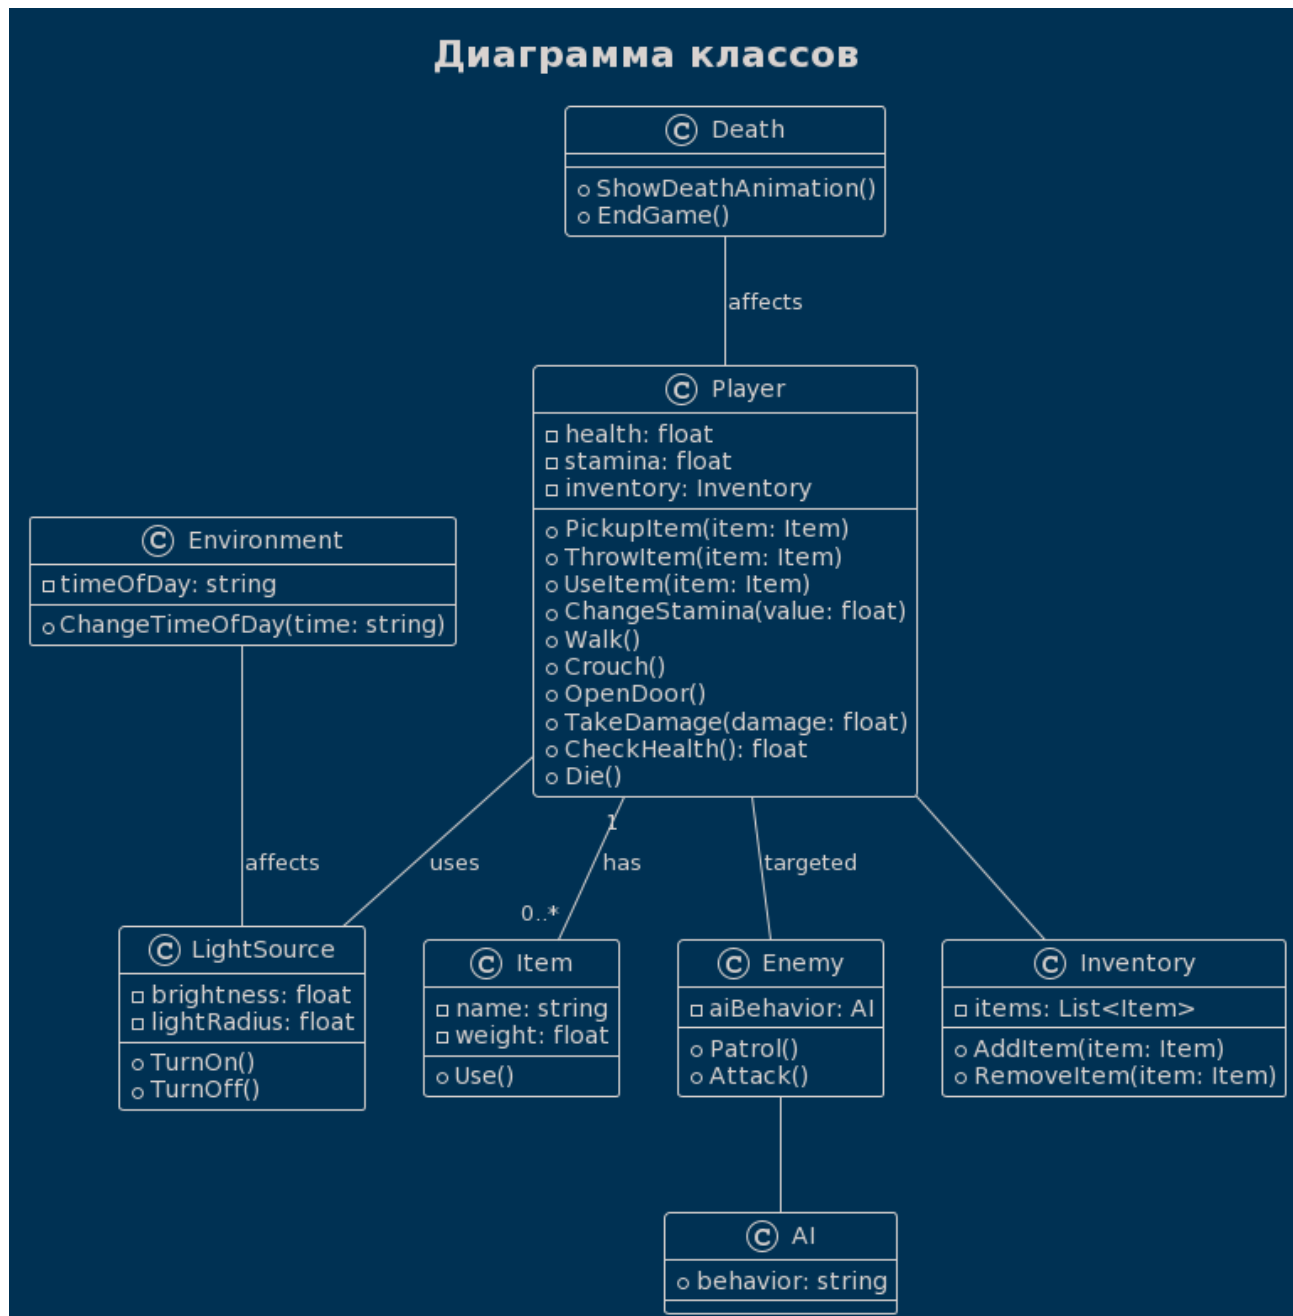 Диаграмма классов
C Death
ShowDeathAnimation()
EndGame()
affects
C Player
health: float
stamina: float
inventory: Inventory
PickupItem(item: Item)
ThrowItem(item: Item)
UseItem(item: Item)
ChangeStamina(value: float)
Walk()
Crouch()
OpenDoor()
TakeDamage(damage: float)
CheckHealth(): float
Die()
C Environment
timeOfDay: string
ChangeTimeOfDay(time: string)
affects
uses
1
has
0..*
targeted
C LightSource
brightness: float
lightRadius: float
TurnOn()
TurnOff()
C Item
name: string
weight: float
Use()
C Enemy
aiBehavior: AI
Patrol()
Attack()
C Inventory
items: List<Item>
AddItem(item: Item)
RemoveItem(item: Item)
C AI
behavior: string